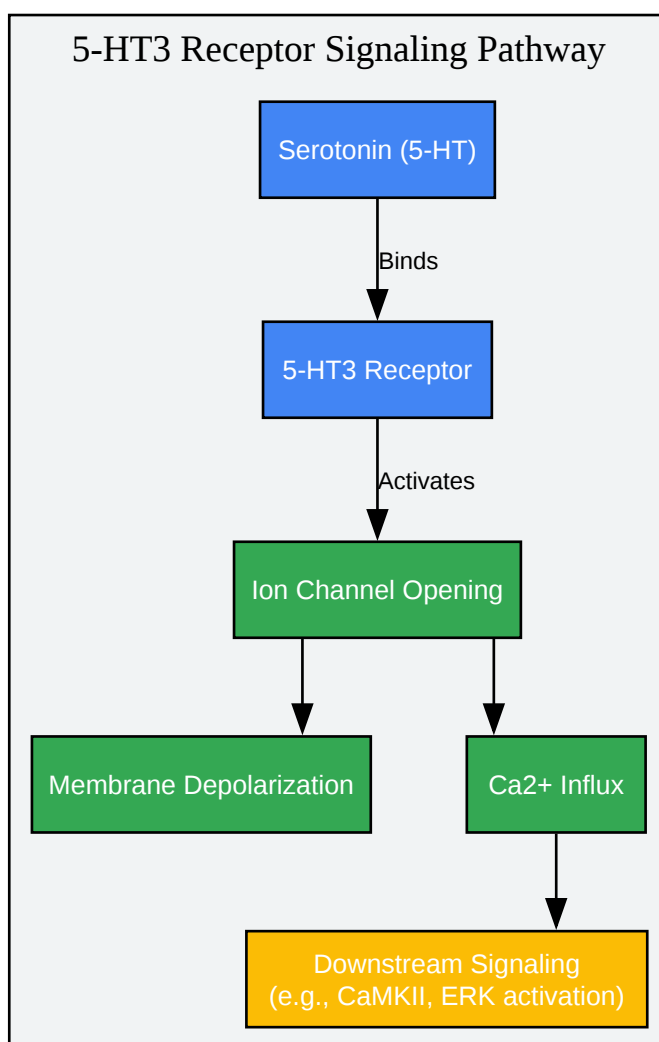 5-HT3 Receptor Signaling Pathway
Serotonin (5-HT)
Binds
5-HT3 Receptor
Activates
Ion Channel Opening
Membrane Depolarization
Ca2+ Influx
Downstream Signaling
(e.g., CaMKII, ERK activation)